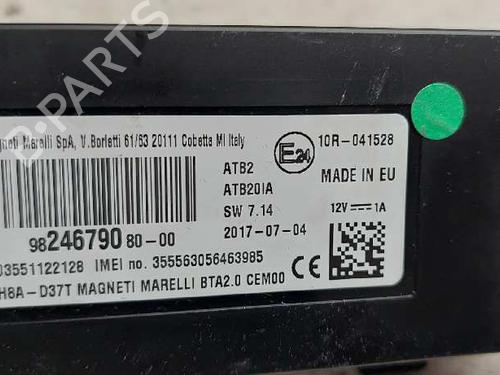 gneti Marelli SpA, V.Borletti 61/63 20111 Cobetta MI Italy
E24
10R-041528
ATB2
ATB20IA
MADE IN EU
SW 7.14
2017-07-04
12V⎓1A
98246790 80-00
03551122128 IMEI no. 355563056463985
H8A-D37T MAGNETI MARELLI BTA2.0 CEM00